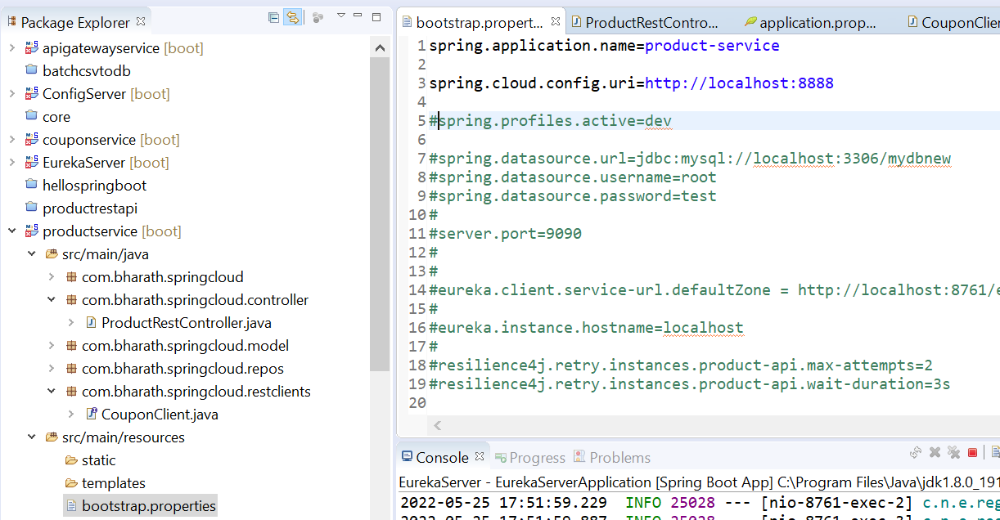 Package Explorer
apigatewayservice [boot]
batchcsvtodb
ConfigServer [boot]
core
couponservice [boot]
EurekaServer [boot]
hellospringboot
productrestapi
productservice [boot]
src/main/java
com.bharath.springcloud
com.bharath.springcloud.controller
ProductRestController.java
com.bharath.springcloud.model
com.bharath.springcloud.repos
com.bharath.springcloud.restclients
CouponClient.java
src/main/resources
static
templates
bootstrap.properties
bootstrap.propert... ProductRestContro... application.prop... CouponClie
1 spring.application.name=product-service
2
3 spring.cloud.config.uri=http://localhost:8888
4
5 #spring.profiles.active=dev
6
7 #spring.datasource.url=jdbc:mysql://localhost:3306/mydbnew
8 #spring.datasource.username=root
9 #spring.datasource.password=test
10 #
11 #server.port=9090
12 #
13 #
14 #eureka.client.service-url.defaultZone = http://localhost:8761/
15 #
16 #eureka.instance.hostname=localhost
17 #
18 #resilience4j.retry.instances.product-api.max-attempts=2
19 #resilience4j.retry.instances.product-api.wait-duration=3s
20
Console Progress Problems
EurekaServer - EurekaServerApplication [Spring Boot App] C:\Program Files\Java\jdk1.8.0_191
2022-05-25 17:51:59.229 INFO 25028 --- [nio-8761-exec-2] c.n.e.reg